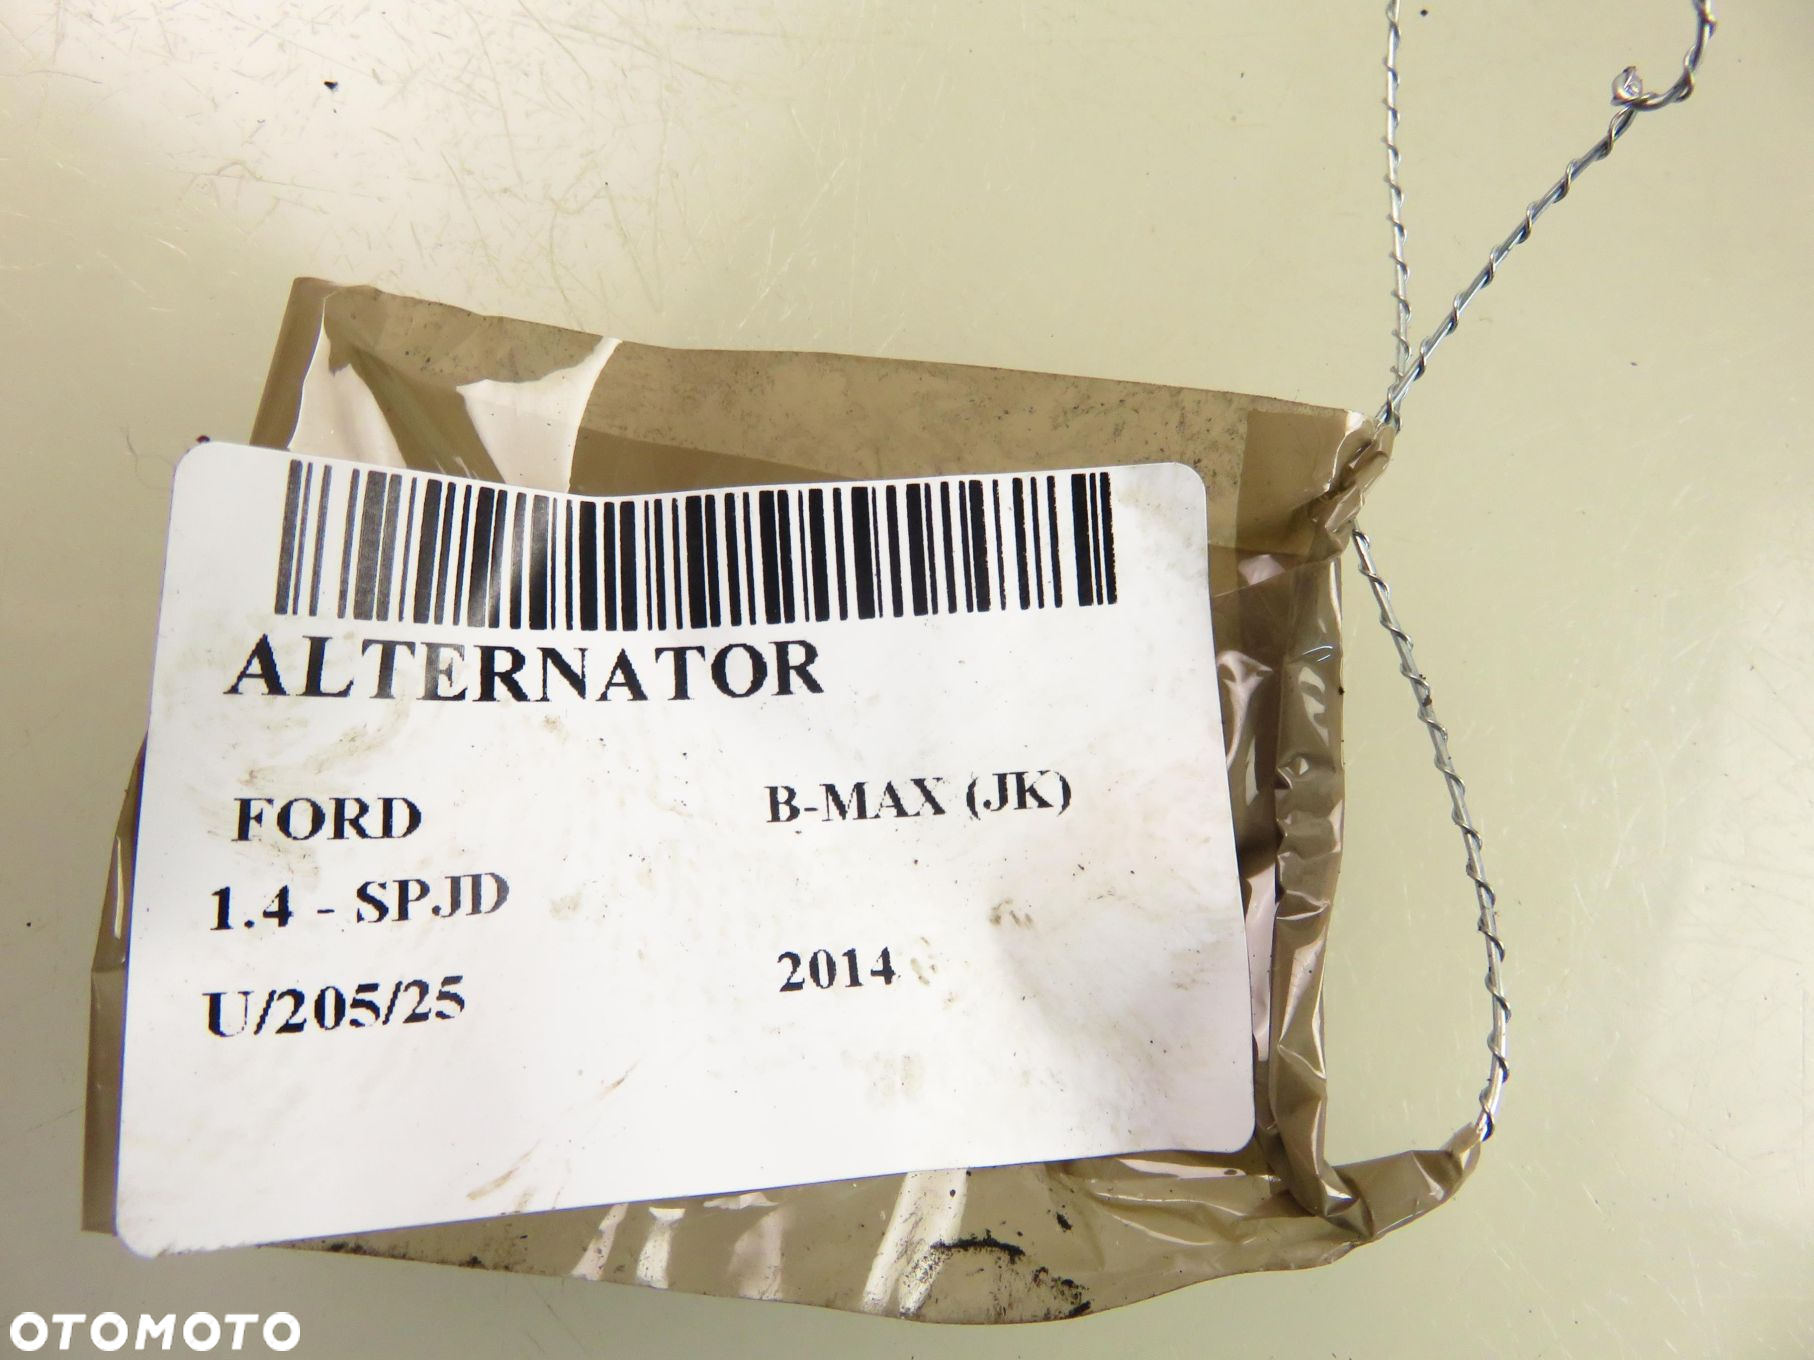 ALTERNATOR
FORD B-MAX (JK)
1.4 - SPJD
U/205/25 2014
OTOMOTO